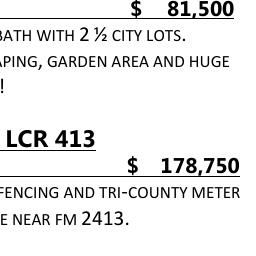 $ 81,500
BATH WITH 2 ½ CITY LOTS.
APING, GARDEN AREA AND HUGE
!
LCR 413
$ 178,750
FENCING AND TRI-COUNTY METER
E NEAR FM 2413.